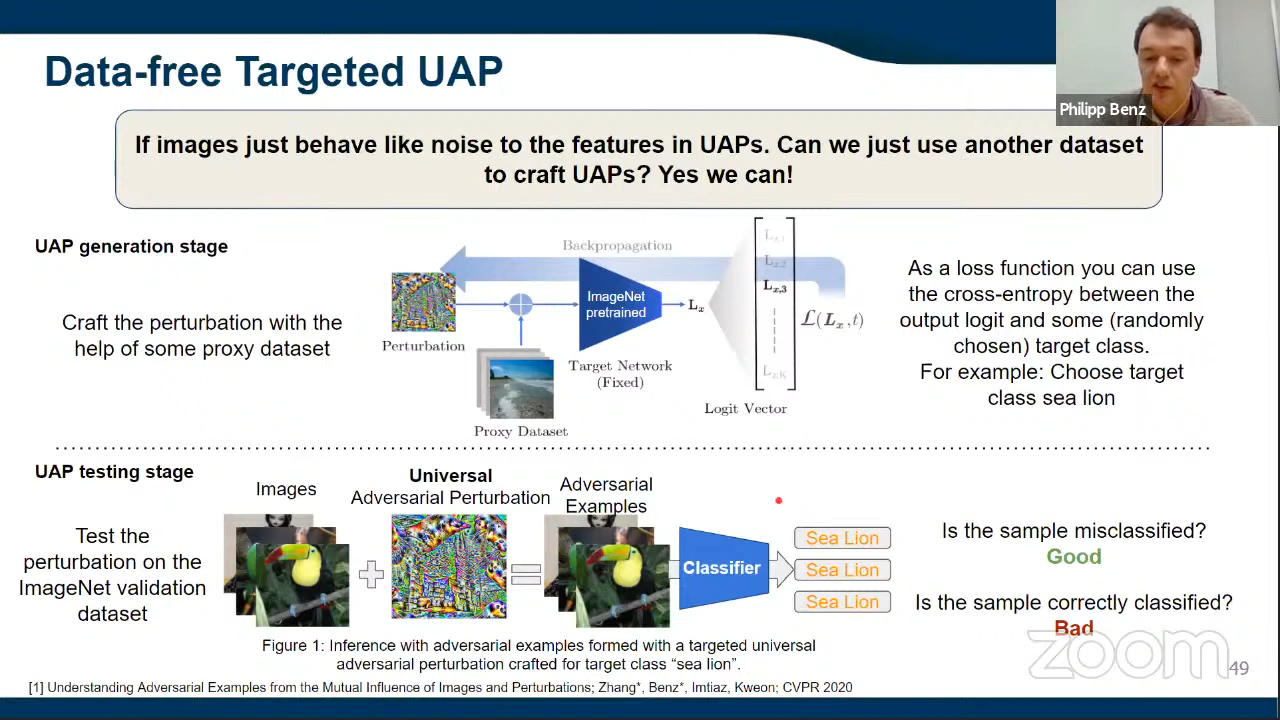 Data-free Targeted UAP
Philipp Benz
If images just behave like noise to the features in UAPs. Can we just use another dataset
to craft UAPs? Yes we can!
UAP generation stage
Craft the perturbation with the
help of some proxy dataset
Backpropagation
Perturbation
ImageNet
pretrained
Target Network
(Fixed)
Proxy Dataset
Lx
Lx,1
Lx,2
Lx,3
Lx,K
Logit Vector
ℒ(Lx,t)
As a loss function you can use
the cross-entropy between the
output logit and some (randomly
chosen) target class.
For example: Choose target
class sea lion
UAP testing stage
Test the
perturbation on the
ImageNet validation
dataset
Images
Universal
Adversarial Perturbation
Adversarial
Examples
Classifier
Sea Lion
Sea Lion
Sea Lion
Is the sample misclassified?
Good
Is the sample correctly classified?
Bad
Figure 1: Inference with adversarial examples formed with a targeted universal
adversarial perturbation crafted for target class “sea lion”.
[1] Understanding Adversarial Examples from the Mutual Influence of Images and Perturbations; Zhang*, Benz*, Imtiaz, Kweon; CVPR 2020
zoom
49